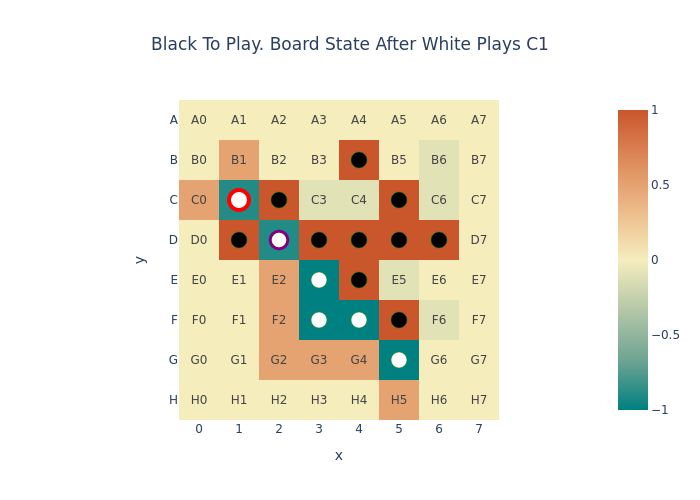 Black To Play. Board State After White Plays C1
A A0 A1 A2 A3 A4 A5 A6 A7
B B0 B1 B2 B3 B5 B6 B7
C C0 C3 C4 C6 C7
D D0 D7
E E0 E1 E2 E5 E6 E7
F F0 F1 F2 F6 F7
G G0 G1 G2 G3 G4 G6 G7
H H0 H1 H2 H3 H4 H5 H6 H7
0 1 2 3 4 5 6 7
x
y
1
0.5
0
−0.5
−1